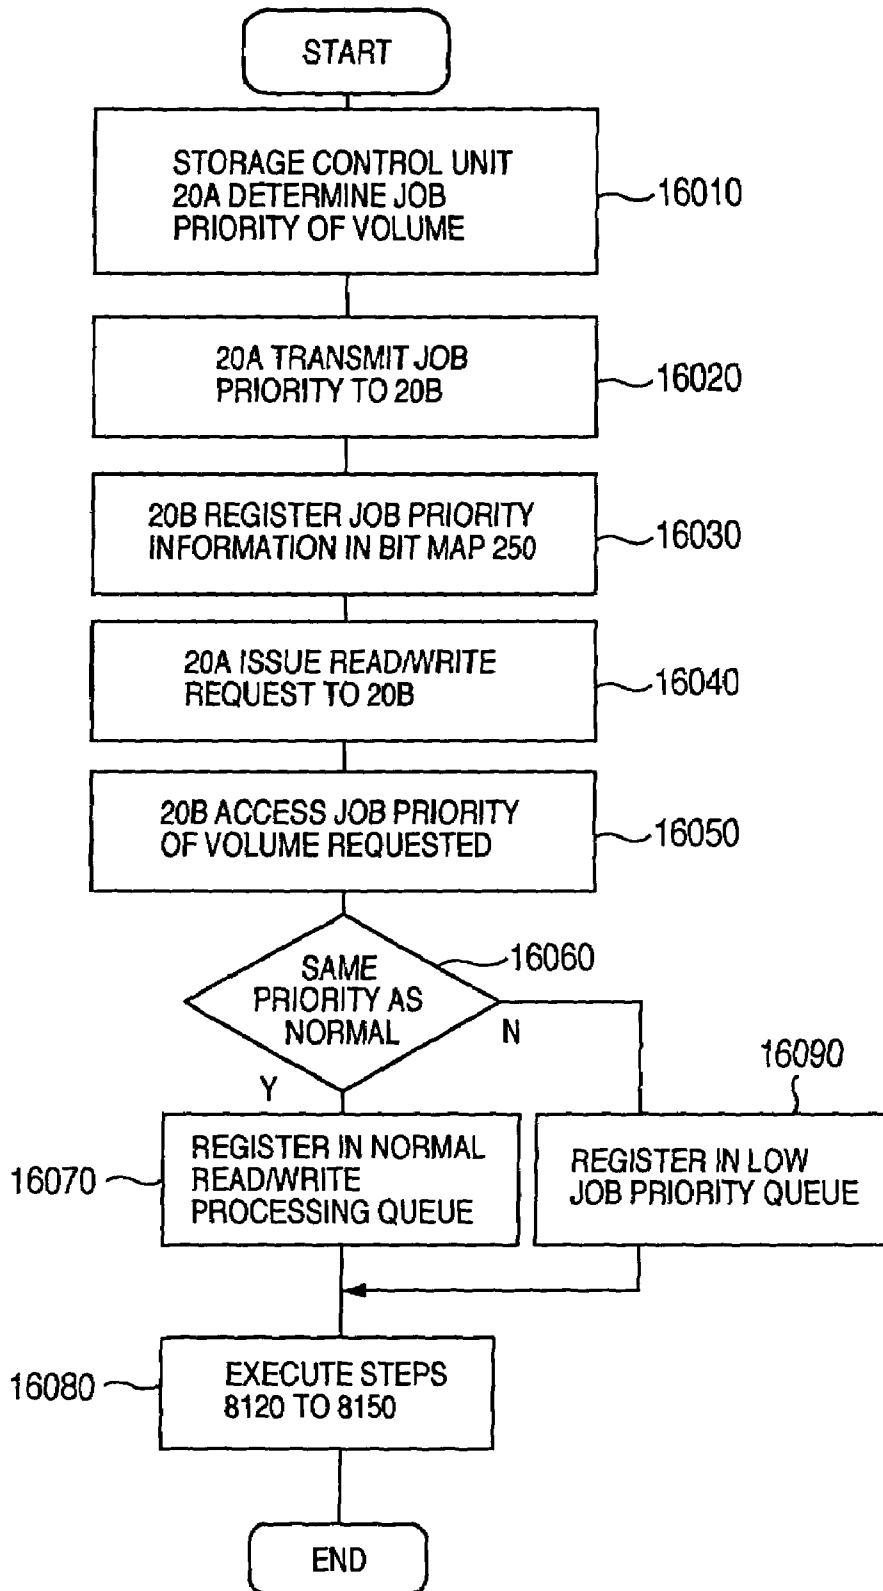 START
STORAGE CONTROL UNIT
20A DETERMINE JOB
PRIORITY OF VOLUME
16010
20A TRANSMIT JOB
PRIORITY TO 20B
16020
20B REGISTER JOB PRIORITY
INFORMATION IN BIT MAP 250
16030
20A ISSUE READ/WRITE
REQUEST TO 20B
16040
20B ACCESS JOB PRIORITY
OF VOLUME REQUESTED
16050
SAME
PRIORITY AS
NORMAL
16060
N
Y
16090
16070
REGISTER IN NORMAL
READ/WRITE
PROCESSING QUEUE
REGISTER IN LOW
JOB PRIORITY QUEUE
16080
EXECUTE STEPS
8120 TO 8150
END